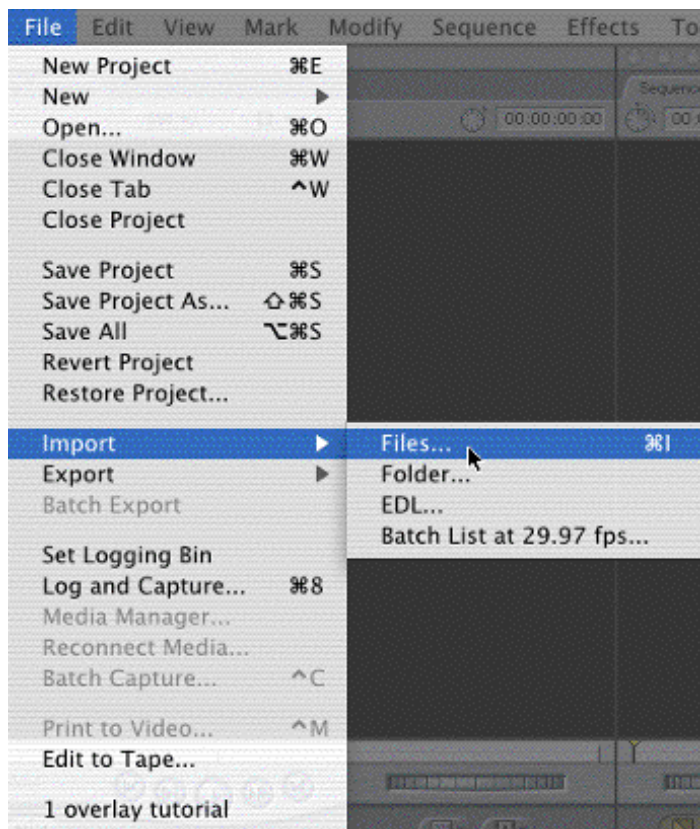 File Edit View Mark Modify Sequence Effects To
New Project ⌘E
New
Open... ⌘O
Close Window ⌘W
Close Tab ^W
Close Project
Save Project ⌘S
Save Project As... ⇧⌘S
Save All ⌥⌘S
Revert Project
Restore Project...
Import
Export
Batch Export
Set Logging Bin
Log and Capture... ⌘8
Media Manager...
Reconnect Media...
Batch Capture... ^C
Print to Video... ^M
Edit to Tape...
1 overlay tutorial
Files... ⌘I
Folder...
EDL...
Batch List at 29.97 fps...
00:00:00:00
Sequence